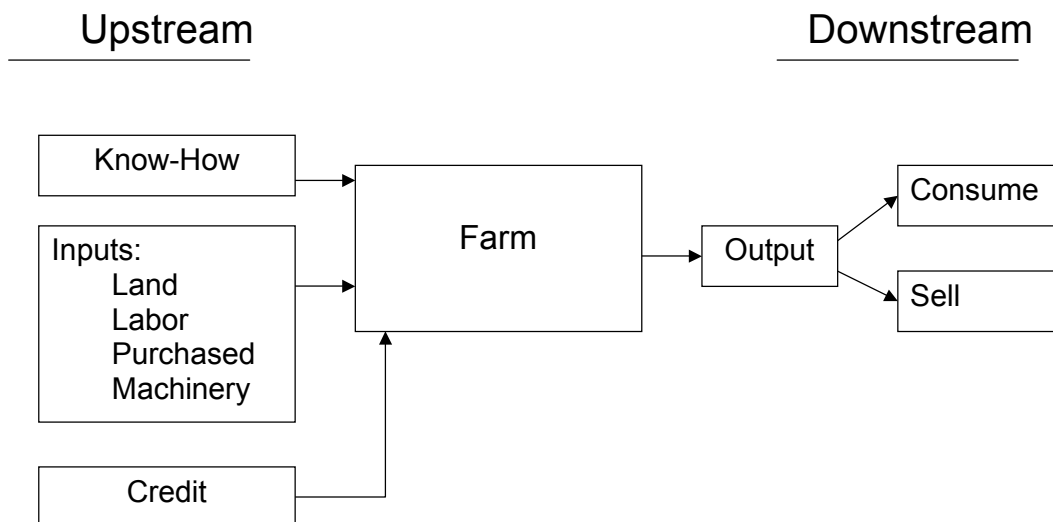 Upstream
Downstream
Know-How
Inputs:
Land
Labor
Purchased
Machinery
Credit
Farm
Output
Consume
Sell